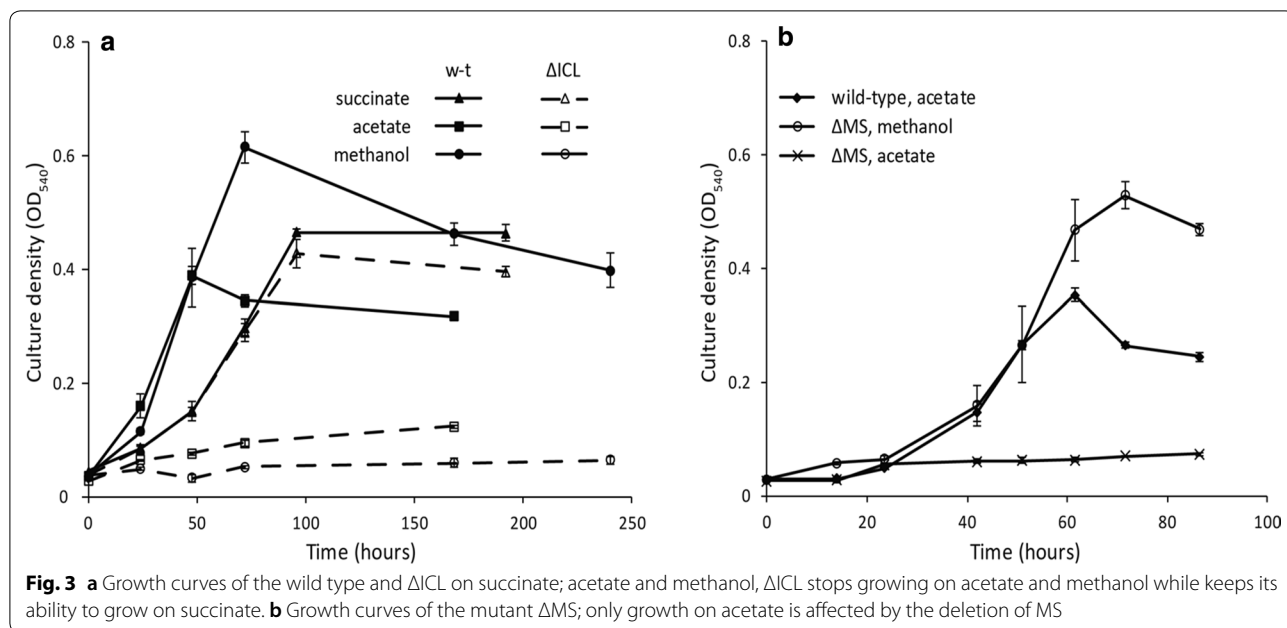 a
w-t ΔICL
succinate
acetate
methanol
0.8
0.6
0.4
0.2
0
Culture density (OD540)
0 50 100 150 200 250
Time (hours)
b
wild-type, acetate
ΔMS, methanol
ΔMS, acetate
0.8
0.6
0.4
0.2
0
Culture density (OD540)
0 20 40 60 80 100
Time (hours)
Fig. 3 a Growth curves of the wild type and ΔICL on succinate; acetate and methanol, ΔICL stops growing on acetate and methanol while keeps its
ability to grow on succinate. b Growth curves of the mutant ΔMS; only growth on acetate is affected by the deletion of MS